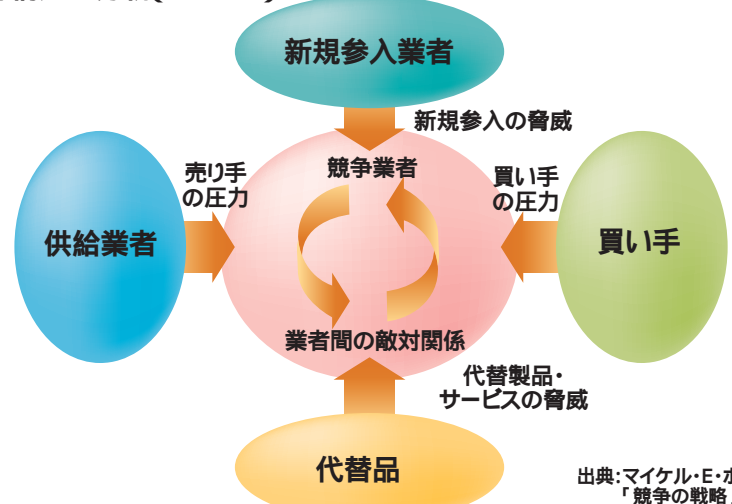 新規参入業者
新規参入の脅威
競争業者
売り手
の圧力
買い手
の圧力
供給業者
買い手
業者間の敵対関係
代替製品・
サービスの脅威
代替品
出典:マイケル・E・ポ
「競争の戦略」